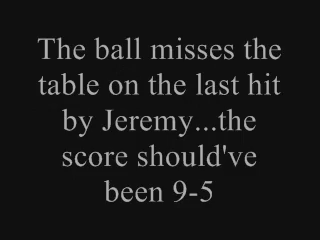 The ball misses the
table on the last hit
by Jeremy...the
score should've
been 9-5